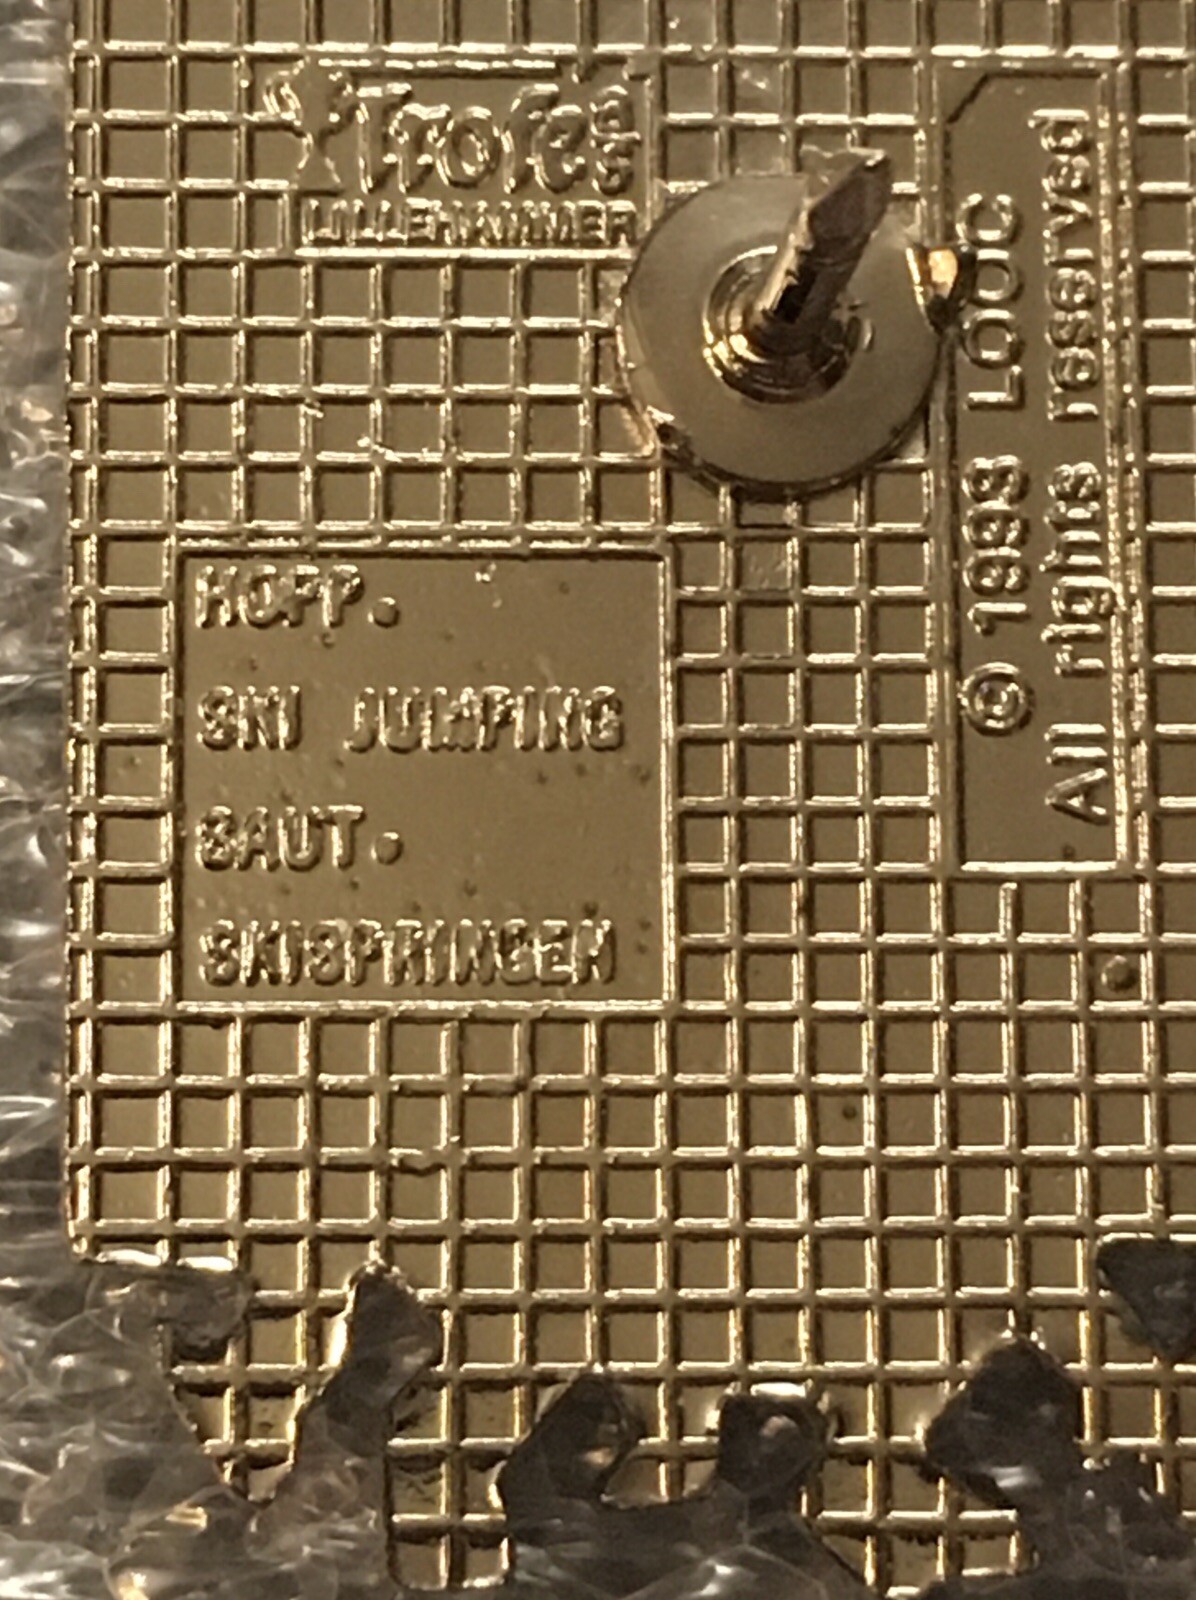 Trofé a/s
LILLEHAMMER
© 1993 LOOC
All rights reserved
HOPP.
SKI JUMPING
SAUT.
SKISPRINGEN